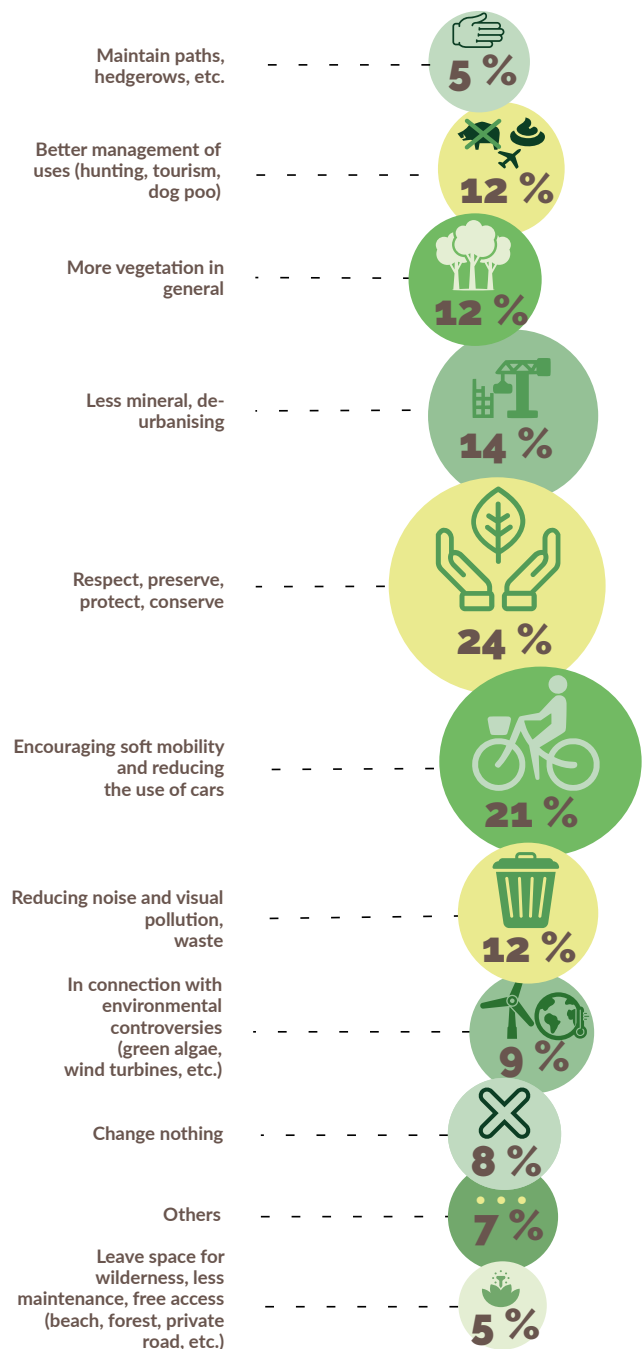 Maintain paths,
hedgerows, etc.
5 %
Better management of
uses (hunting, tourism,
dog poo)
12 %
More vegetation in
general
12 %
Less mineral, de-
urbanising
14 %
Respect, preserve,
protect, conserve
24 %
Encouraging soft mobility
and reducing
the use of cars
21 %
Reducing noise and visual
pollution,
waste
12 %
In connection with
environmental
controversies
(green algae,
wind turbines, etc.)
9 %
Change nothing
8 %
Others
7 %
Leave space for
wilderness, less
maintenance, free access
(beach, forest, private
road, etc.)
5 %